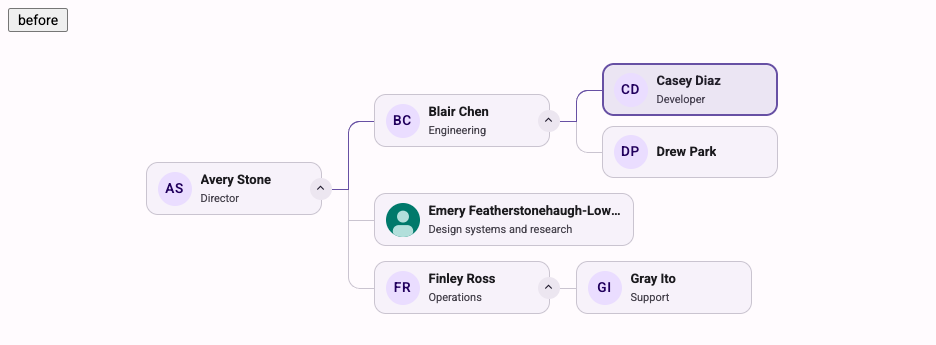 before
AS
Avery Stone
Director
BC
Blair Chen
Engineering
CD
Casey Diaz
Developer
DP
Drew Park
Emery Featherstonehaugh-Low...
Design systems and research
FR
Finley Ross
Operations
GI
Gray Ito
Support